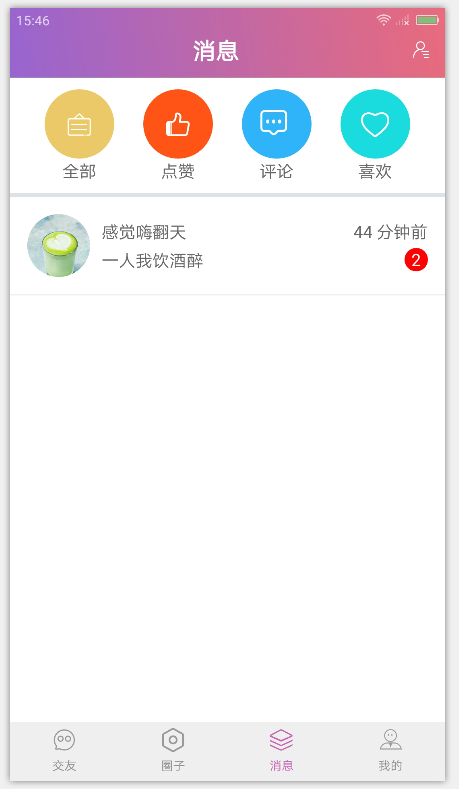 15:46
消息
全部 点赞 评论 喜欢
感觉嗨翻天 44 分钟前
一人我饮酒醉 2
交友 圈子 消息 我的